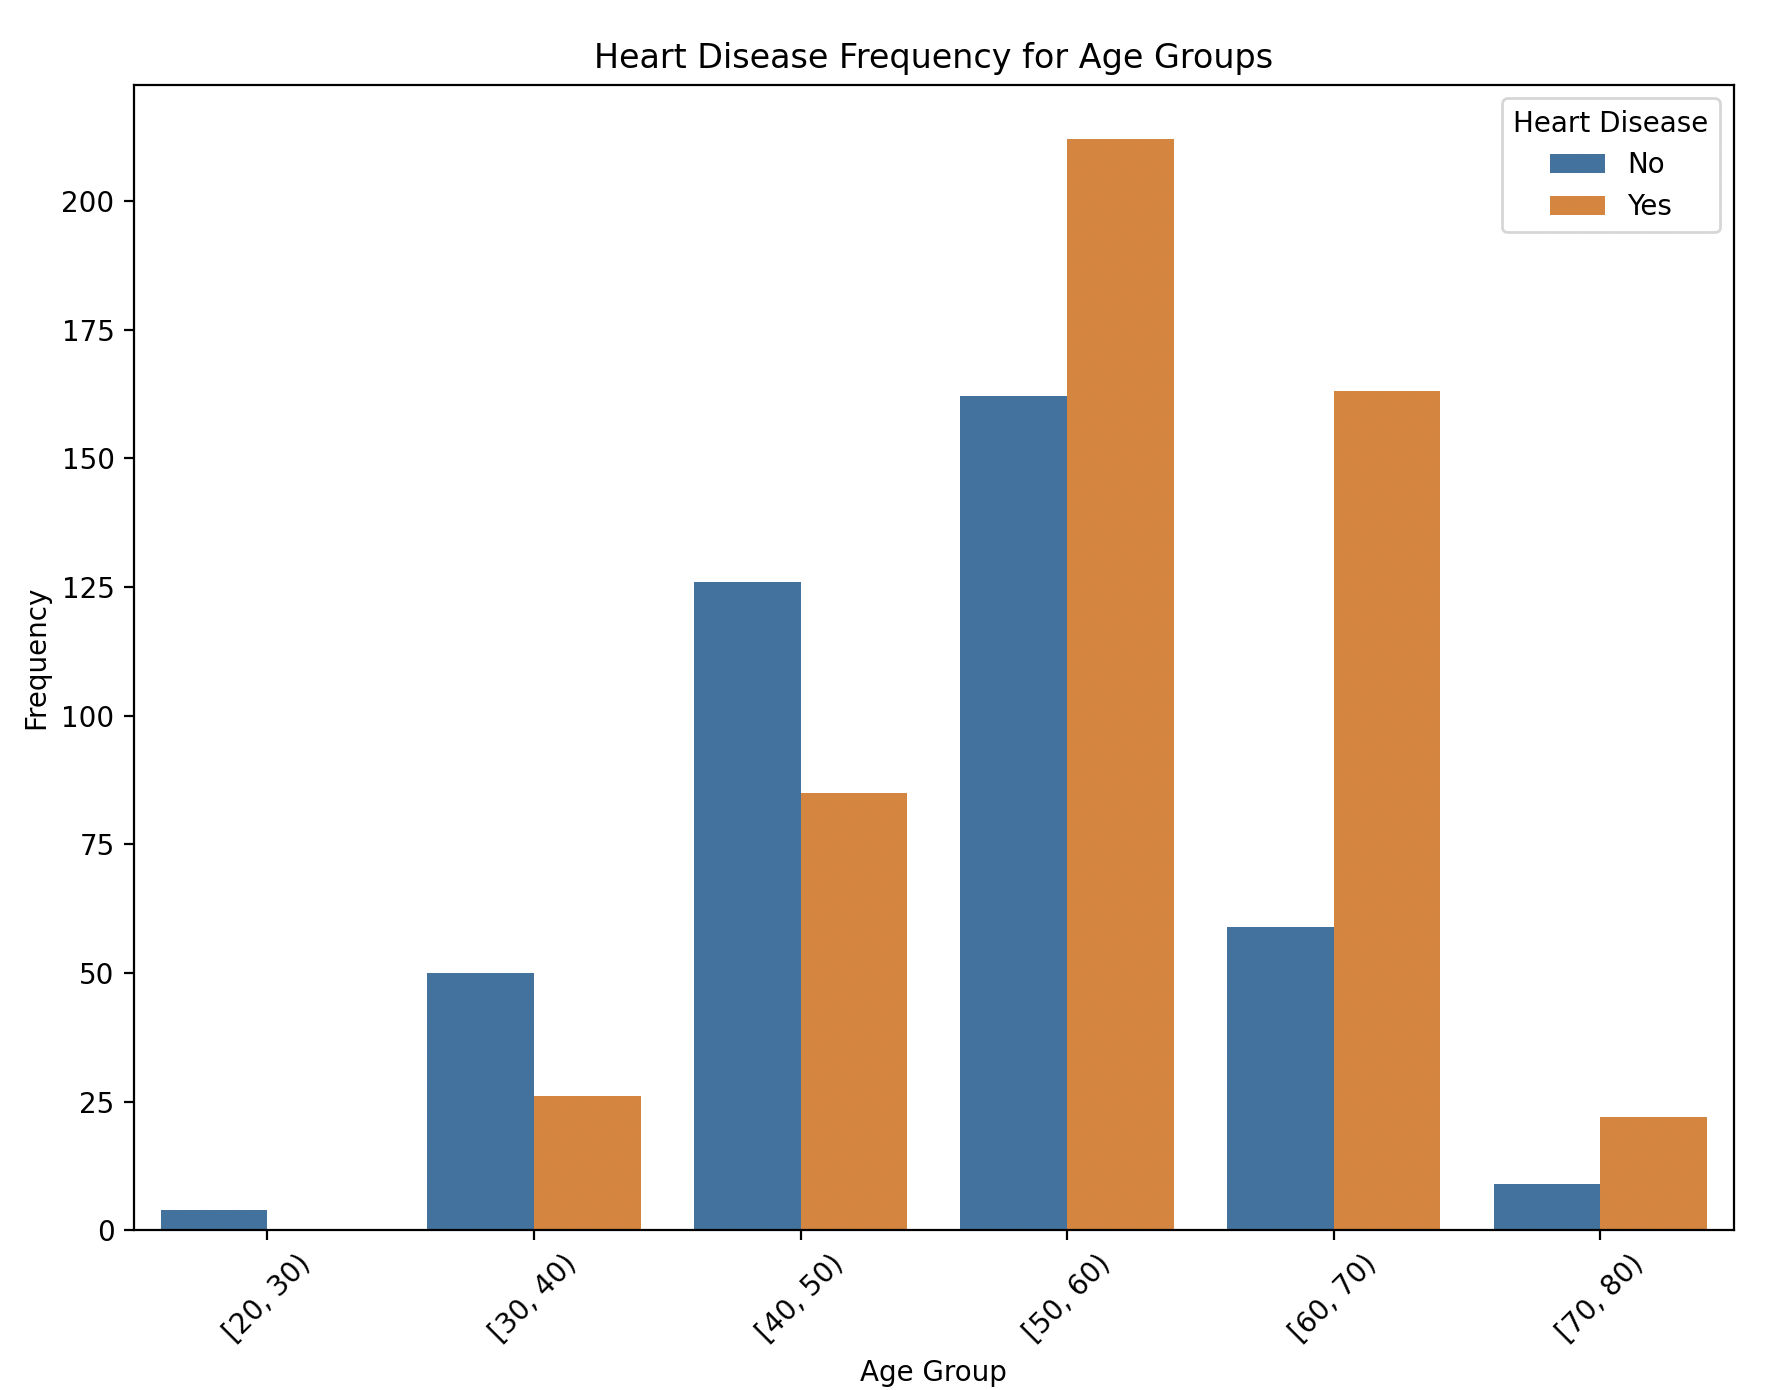 Heart Disease Frequency for Age Groups
Heart Disease
No
Yes
Frequency
200
175
150
125
100
75
50
25
0
[20, 30)
[30, 40)
[40, 50)
[50, 60)
[60, 70)
[70, 80)
Age Group